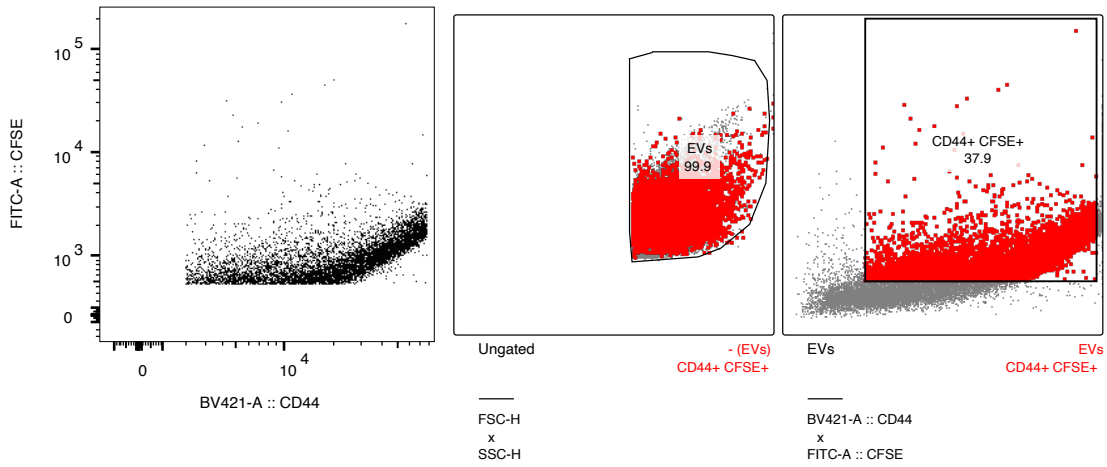 10^5
10^4
10^3
0
FITC-A :: CFSE
0
10^4
BV421-A :: CD44
EVs
99.9
Ungated
- (EVs)
CD44+ CFSE+
FSC-H
x
SSC-H
CD44+ CFSE+
37.9
EVs
EVs
CD44+ CFSE+
BV421-A :: CD44
x
FITC-A :: CFSE